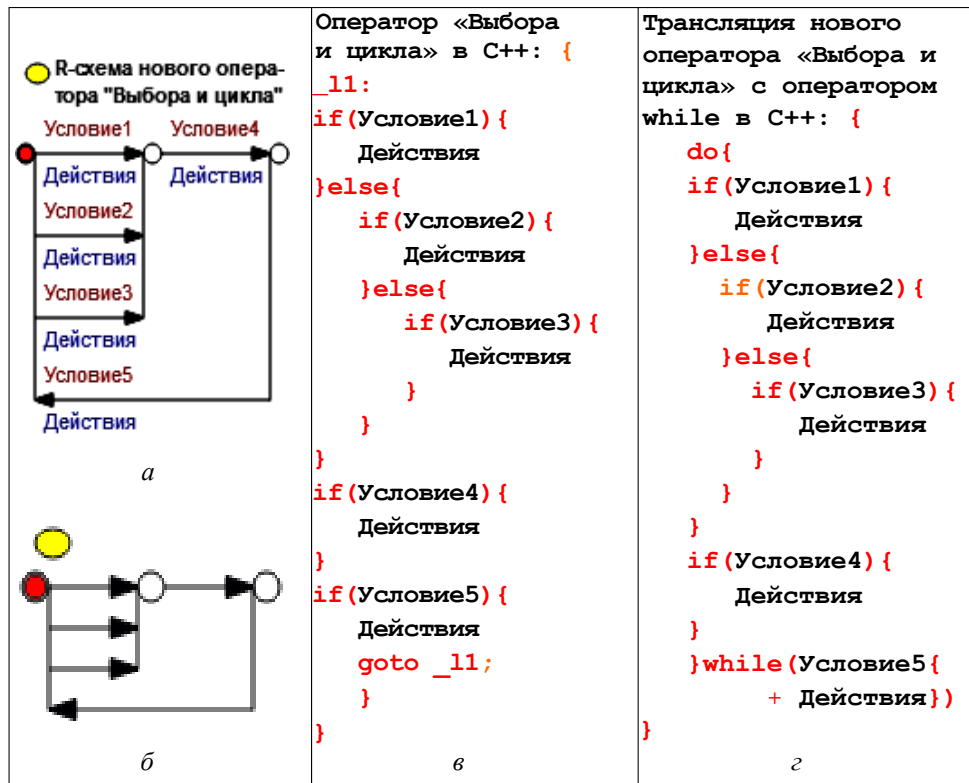 R-схема нового опера-
тора "Выбора и цикла"
Условие1 Условие4
Действия Действия
Условие2
Действия
Условие3
Действия
Условие5
Действия
а
б
Оператор «Выбора
и цикла» в C++: {
_l1:
if(Условие1){
Действия
}else{
if(Условие2){
Действия
}else{
if(Условие3){
Действия
}
}
}
if(Условие4){
Действия
}
if(Условие5){
Действия
goto _l1;
}
}
в
Трансляция нового
оператора «Выбора и
цикла» с оператором
while в C++: {
do{
if(Условие1){
Действия
}else{
if(Условие2){
Действия
}else{
if(Условие3){
Действия
}
}
}
if(Условие4){
Действия
}
}while(Условие5{
+ Действия})
}
г